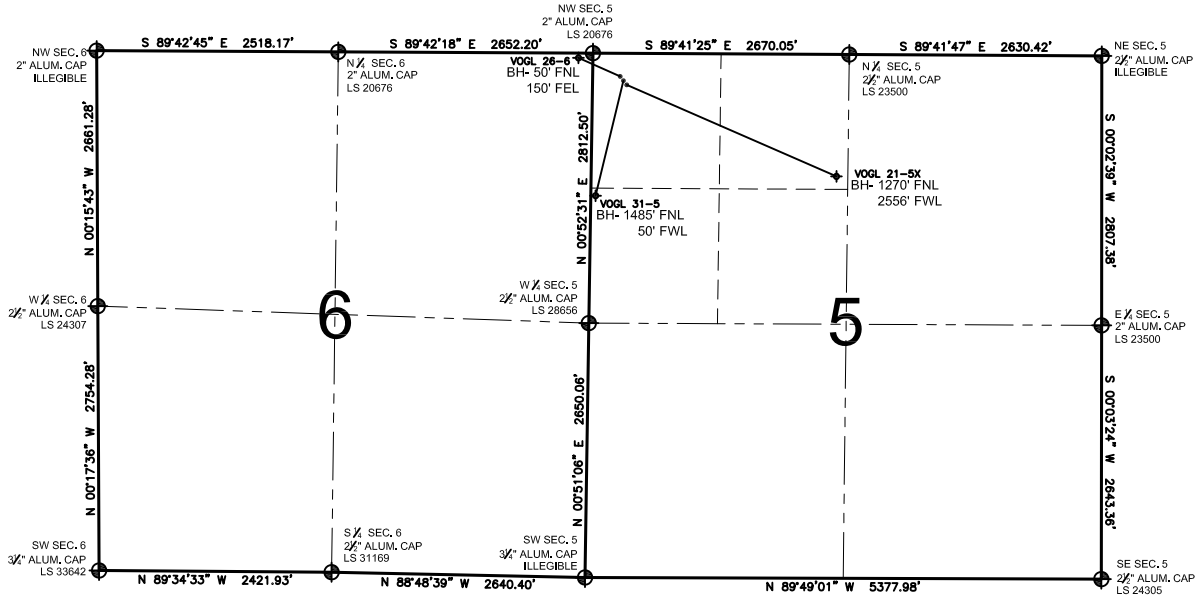 NW SEC. 5
2" ALUM. CAP
LS 20676
NW SEC. 6
2" ALUM. CAP
ILLEGIBLE
S 89°42'45" E 2518.17'
S 89°42'18" E 2652.20'
S 89°41'25" E 2670.05'
S 89°41'47" E 2630.42'
NE SEC. 5
2½" ALUM. CAP
ILLEGIBLE
N ¼ SEC. 6
2" ALUM. CAP
LS 20676
VOGL 26-6
BH- 50' FNL
150' FEL
N ¼ SEC. 5
2½" ALUM. CAP
LS 23500
N 00°15'43" W 2661.28'
N 00°52'31" E 2812.50'
S 00°02'39" W 2807.38'
VOGL 21-5X
BH- 1270' FNL
2556' FWL
VOGL 31-5
BH- 1485' FNL
50' FWL
W ¼ SEC. 6
2½" ALUM. CAP
LS 24307
6
W ¼ SEC. 5
2½" ALUM. CAP
LS 28656
5
E ¼ SEC. 5
2" ALUM. CAP
LS 23500
N 00°17'36" W 2754.28'
N 00°51'06" E 2650.06'
S 00°03'24" W 2643.36'
SW SEC. 6
3¼" ALUM. CAP
LS 33642
S ¼ SEC. 6
2½" ALUM. CAP
LS 31169
SW SEC. 5
3¼" ALUM. CAP
ILLEGIBLE
SE SEC. 5
2½" ALUM. CAP
LS 24305
N 89°34'33" W 2421.93'
N 88°48'39" W 2640.40'
N 89°49'01" W 5377.98'